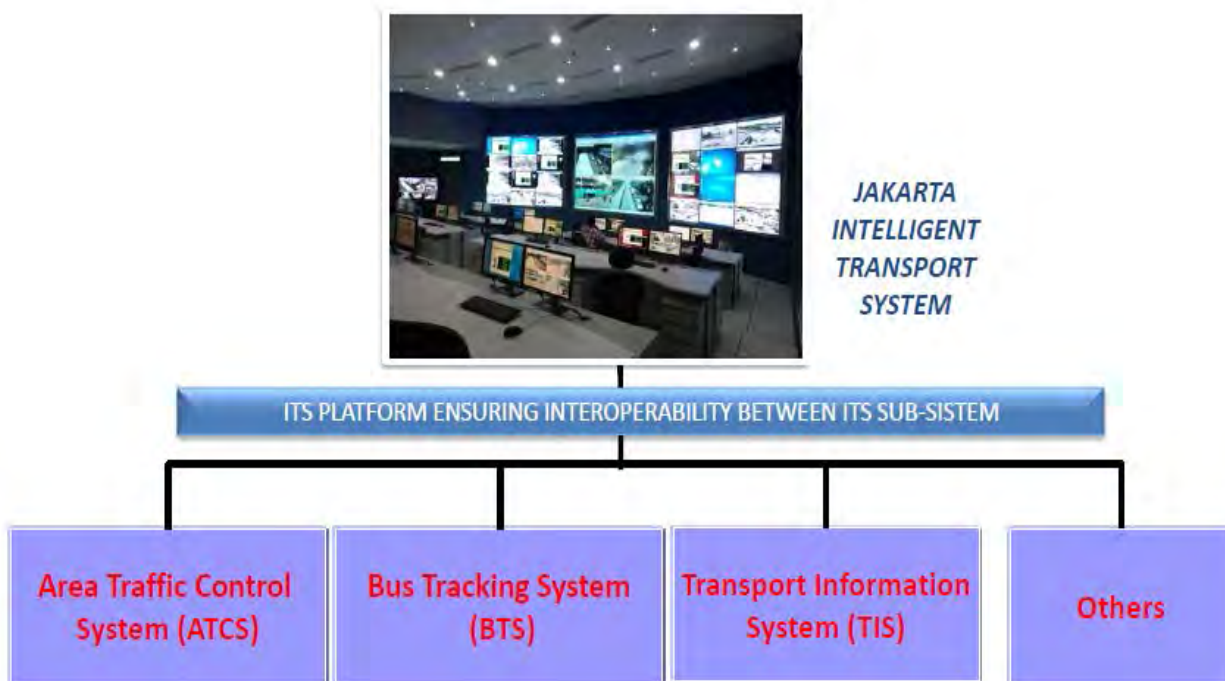 JAKARTA
INTELLIGENT
TRANSPORT
SYSTEM
ITS PLATFORM ENSURING INTEROPERABILITY BETWEEN ITS SUB-SISTEM
Area Traffic Control
System (ATCS)
Bus Tracking System
(BTS)
Transport Information
System (TIS)
Others